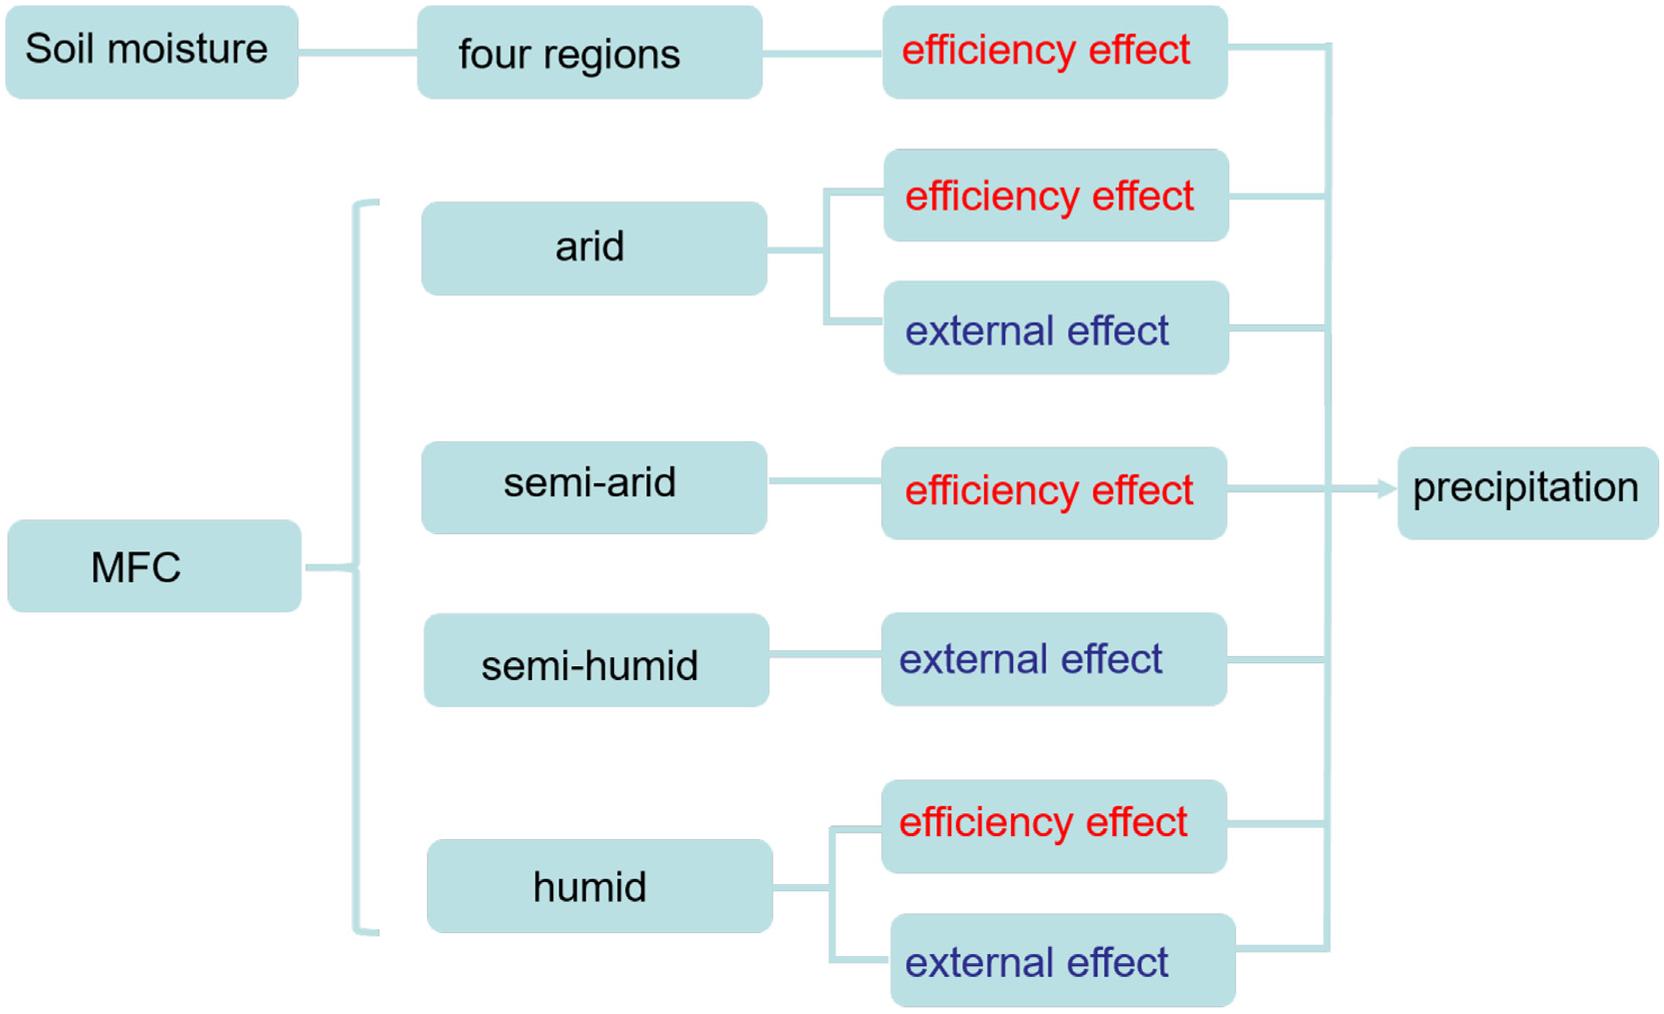 Soil moisture
four regions
efficiency effect
efficiency effect
arid
external effect
semi-arid
efficiency effect
precipitation
MFC
semi-humid
external effect
efficiency effect
humid
external effect